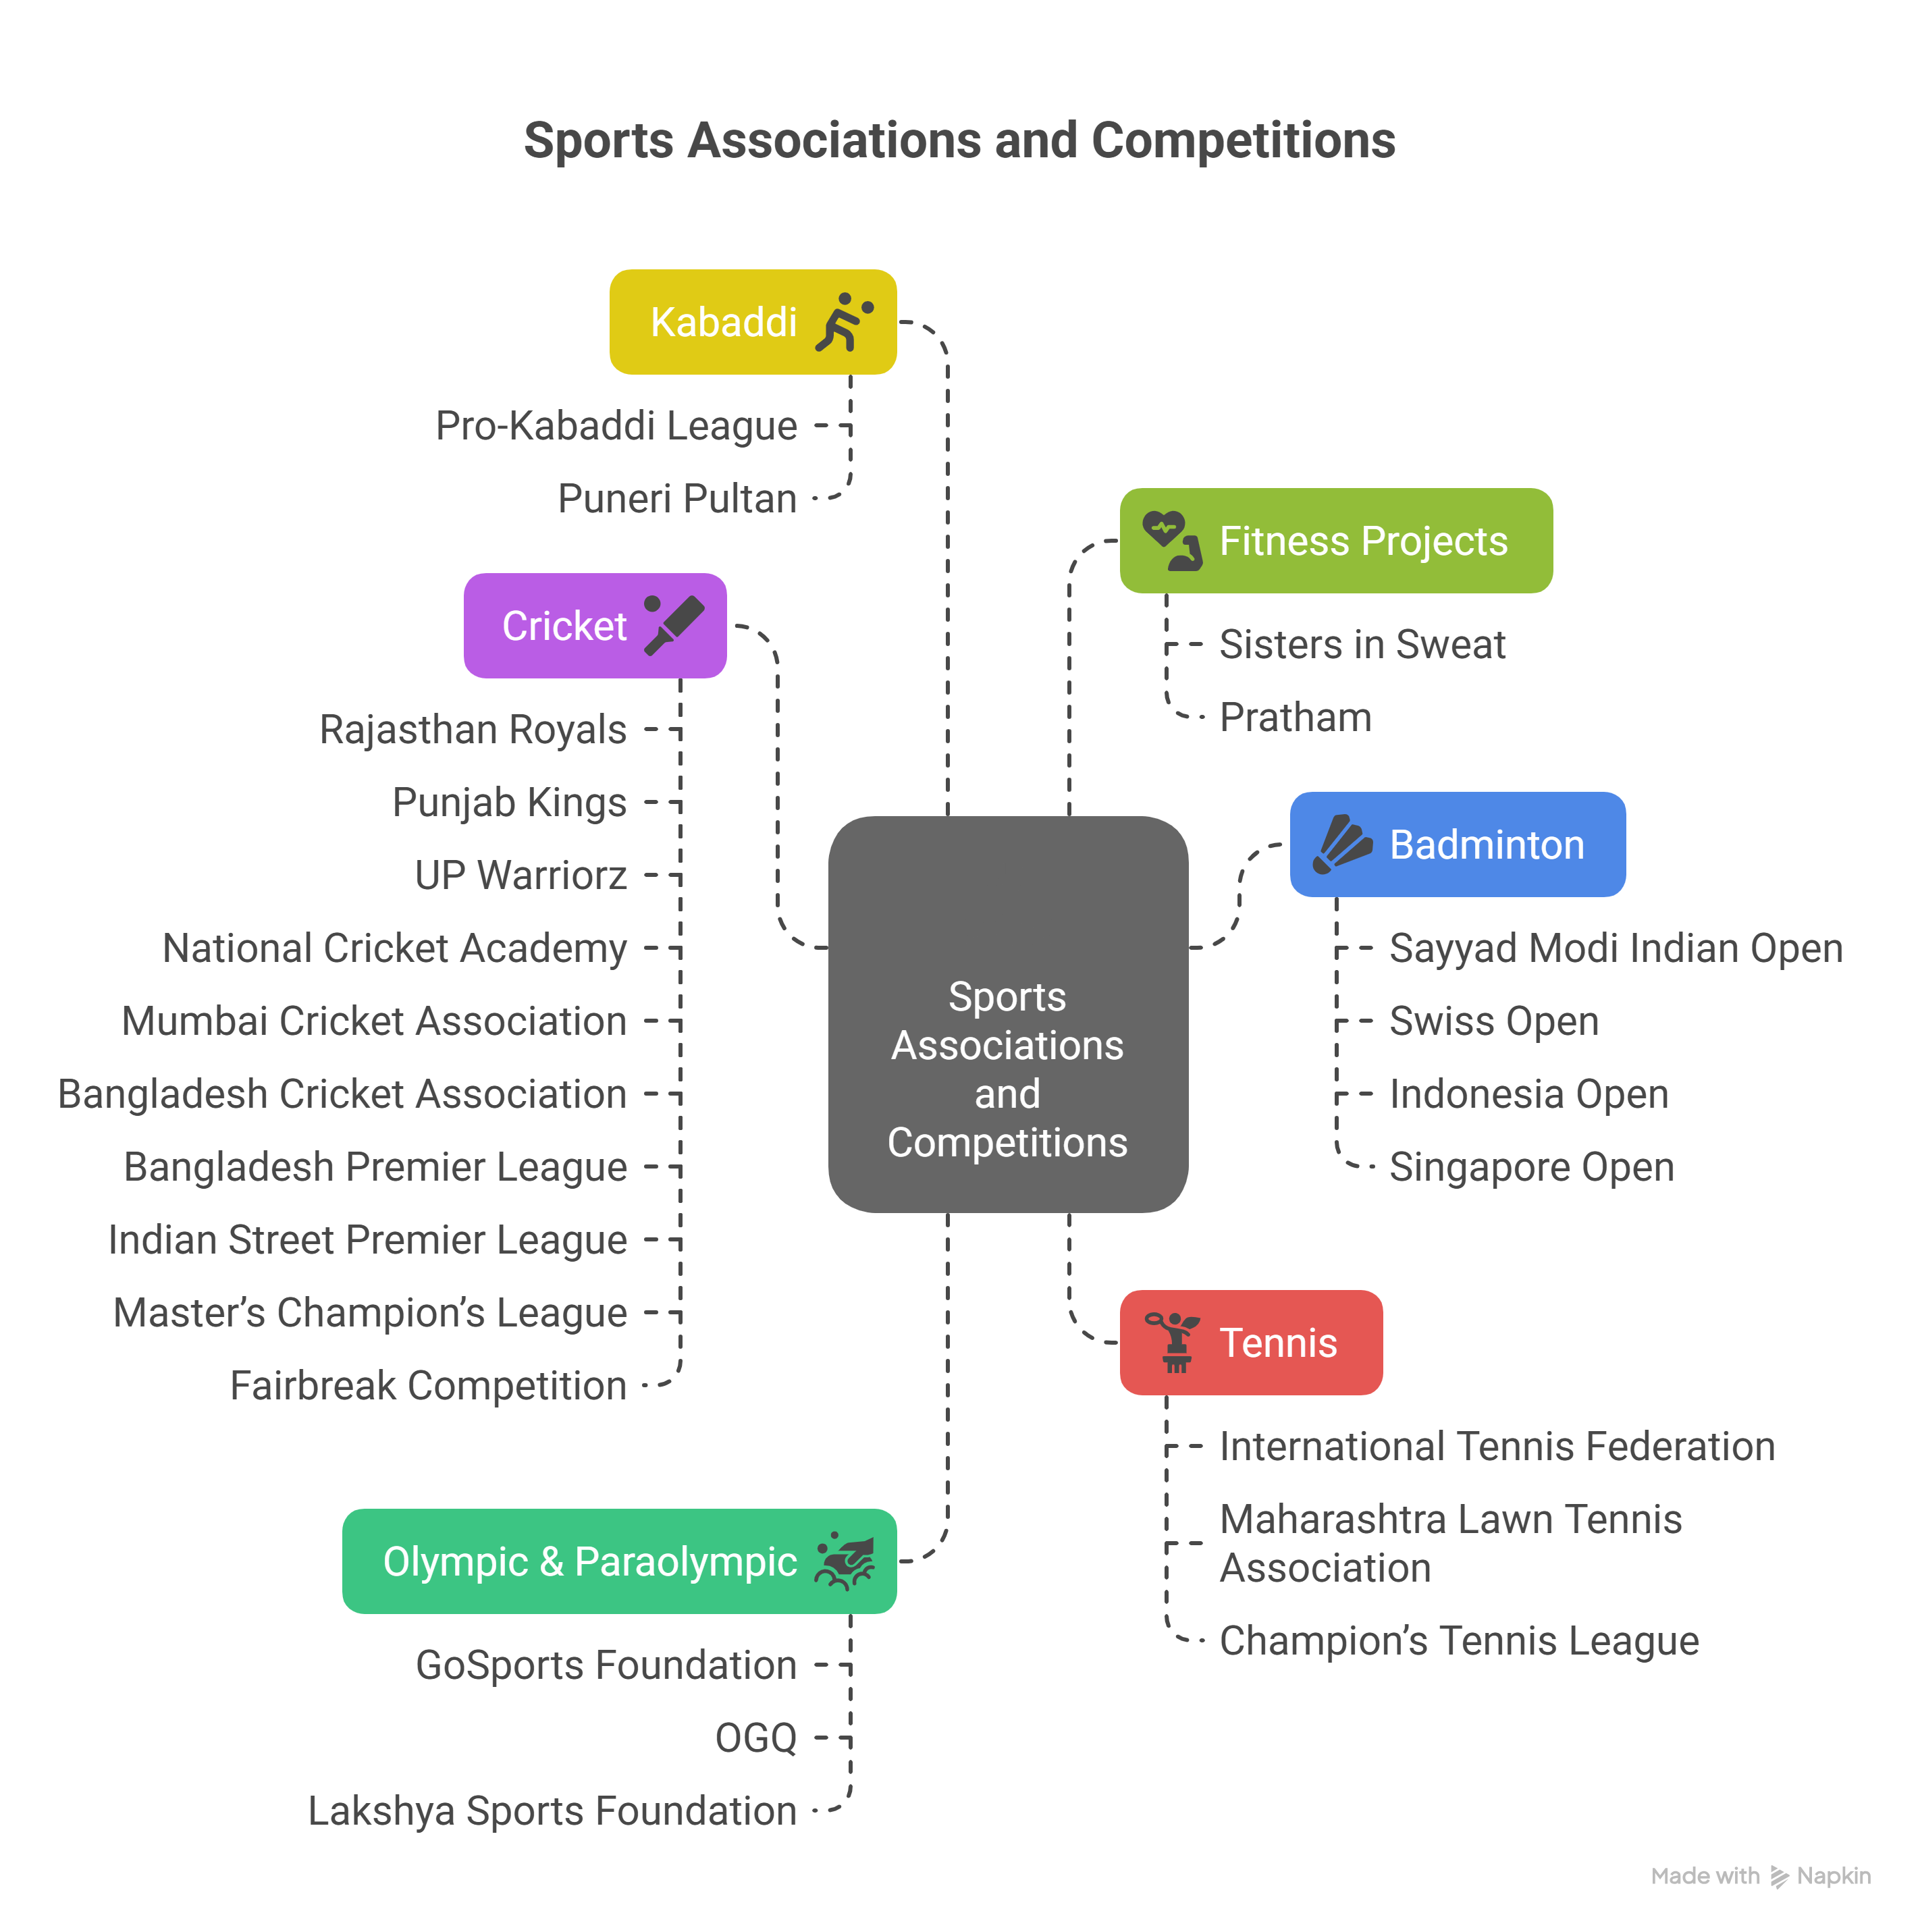 Sports Associations and Competitions
Kabaddi
Pro-Kabaddi League
Puneri Pultan
Cricket
Rajasthan Royals
Punjab Kings
UP Warriorz
National Cricket Academy
Mumbai Cricket Association
Bangladesh Cricket Association
Bangladesh Premier League
Indian Street Premier League
Master’s Champion’s League
Fairbreak Competition
Olympic & Paraolympic
GoSports Foundation
OGQ
Lakshya Sports Foundation
Sports
Associations
and
Competitions
Fitness Projects
Sisters in Sweat
Pratham
Badminton
Sayyad Modi Indian Open
Swiss Open
Indonesia Open
Singapore Open
Tennis
International Tennis Federation
Maharashtra Lawn Tennis
Association
Champion’s Tennis League
Made with Napkin